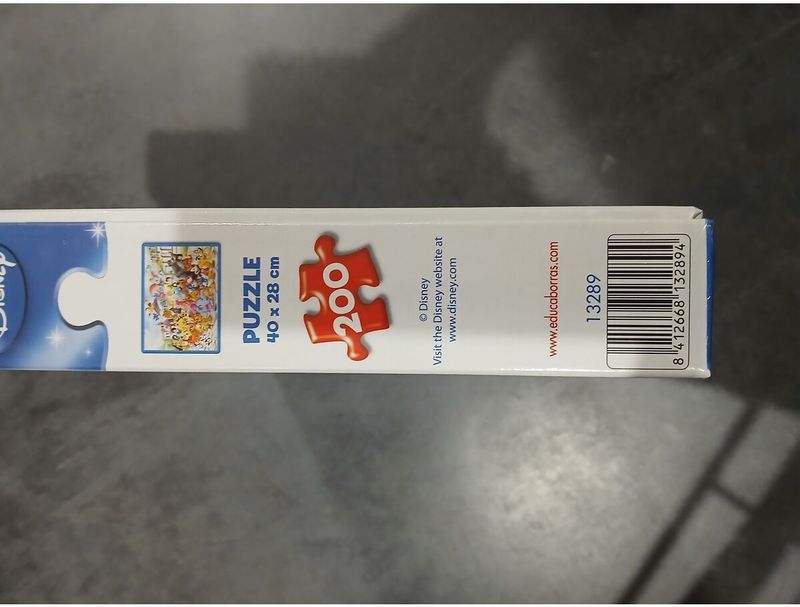 Disney
PUZZLE
40 x 28 cm
200
© Disney
Visit the Disney website at
www.disney.com
www.educaborras.com
13289
8 412668 132894